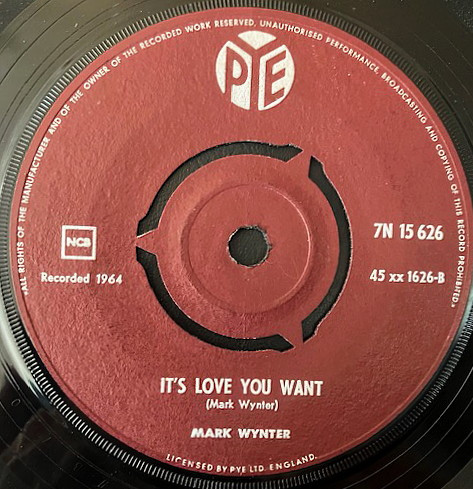 ALL RIGHTS OF THE MANUFACTURER AND OF THE OWNER OF THE RECORDED WORK RESERVED, UNAUTHORISED PERFORMANCE, BROADCASTING AND COPYING OF THIS RECORD PROHIBITED.
PYE
NCB
7N 15 626
Recorded 1964
45 xx 1626-B
IT'S LOVE YOU WANT
(Mark Wynter)
MARK WYNTER
LICENSED BY PYE LTD. ENGLAND.